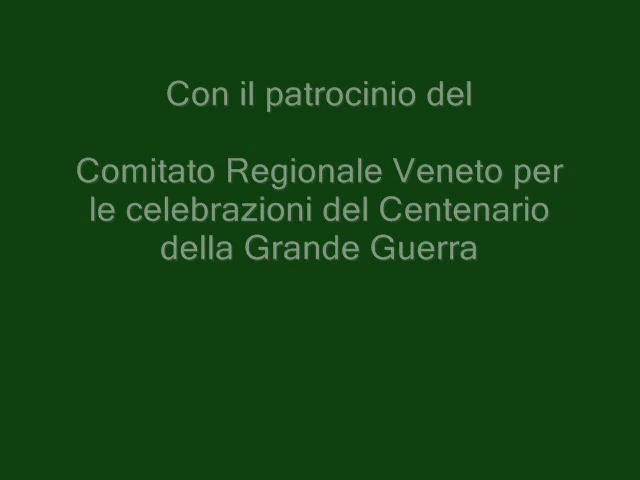 Con il patrocinio del
Comitato Regionale Veneto per
le celebrazioni del Centenario
della Grande Guerra